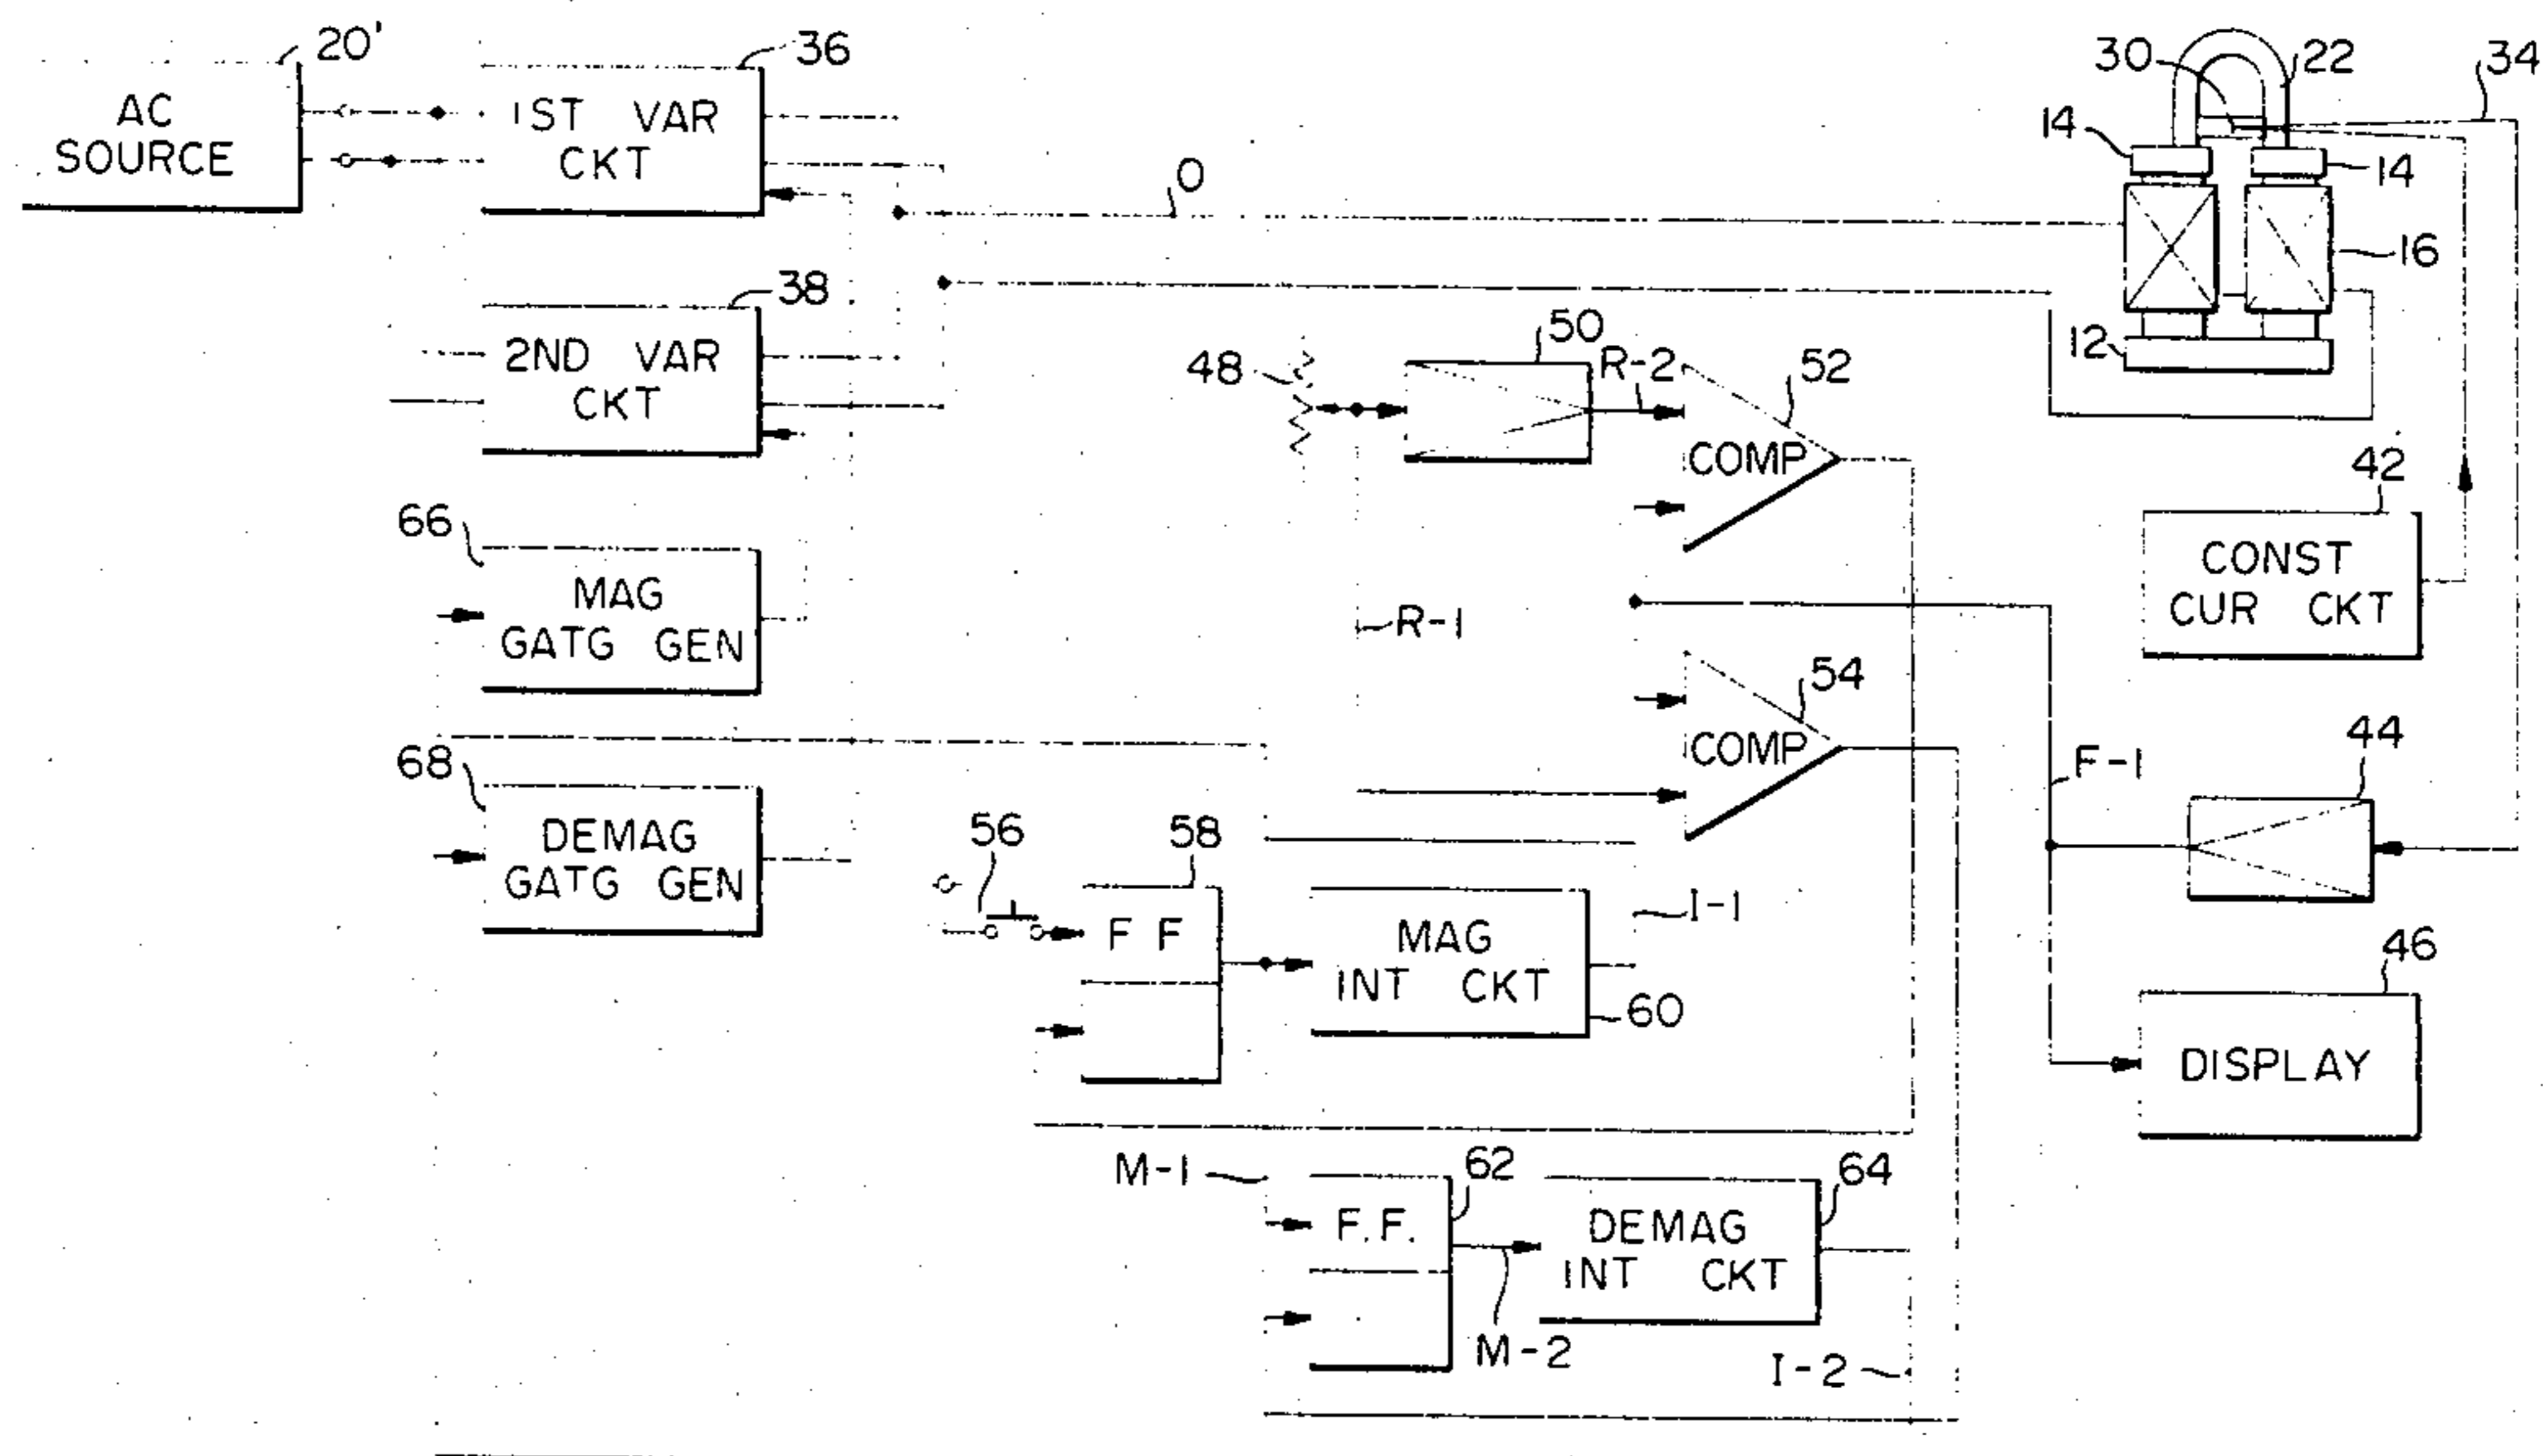 20'
AC
SOURCE
36
1ST VAR
CKT
O
30
22
34
14
14
16
12
38
2ND VAR
CKT
48
50
R-2
52
COMP
42
CONST
CUR CKT
66
MAG
GATG GEN
R-1
54
COMP
F-1
44
68
DEMAG
GATG GEN
56
58
F F
MAG
INT CKT
60
I-1
46
DISPLAY
M-1
62
F.F.
M-2
64
DEMAG
INT CKT
I-2